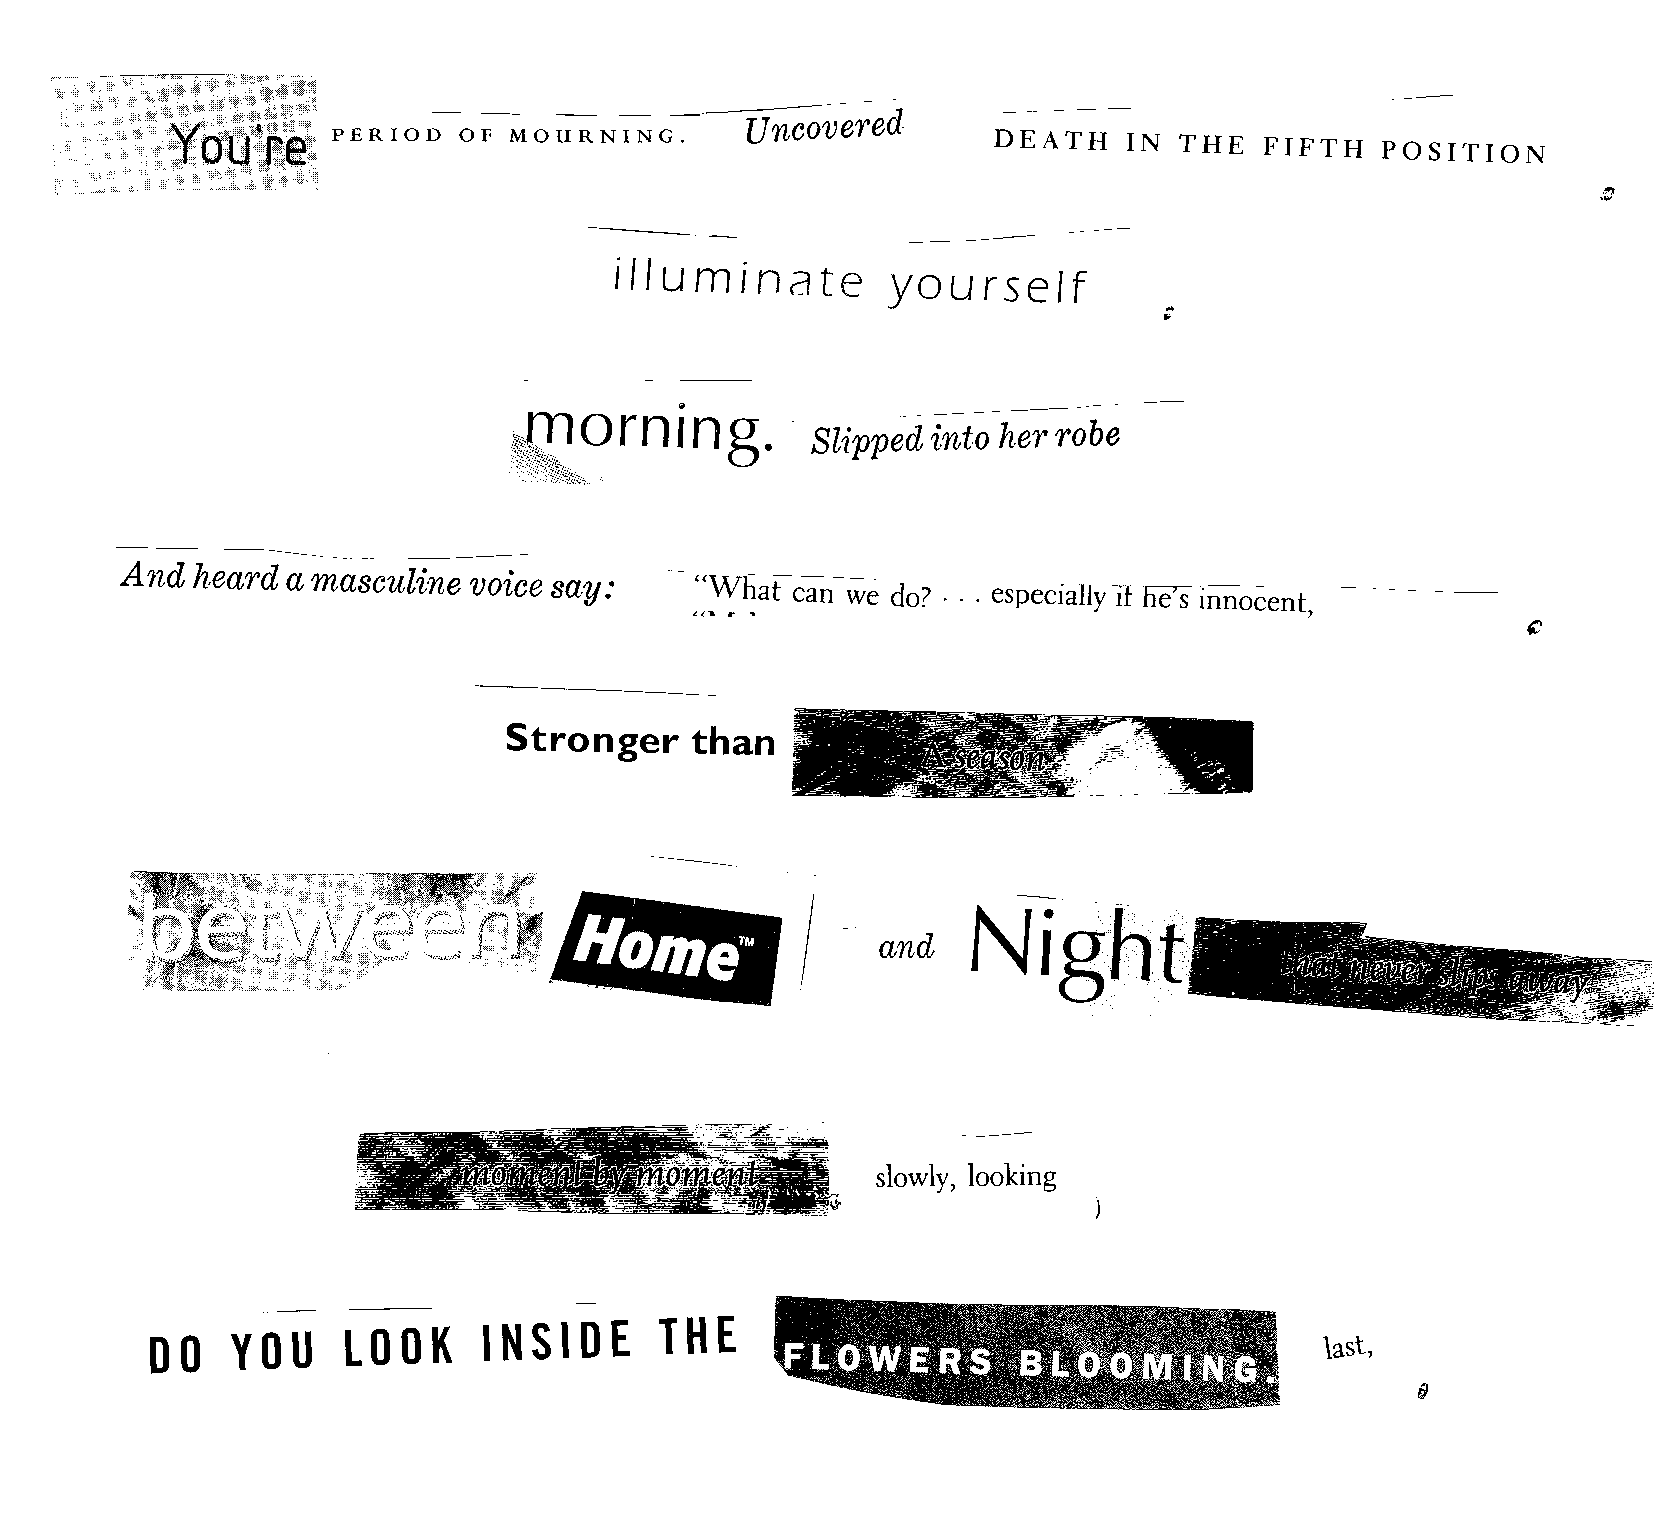 You're PERIOD OF MOURNING. Uncovered DEATH IN THE FIFTH POSITION
illuminate yourself
morning. Slipped into her robe
And heard a masculine voice say: “What can we do? . . . especially if he’s innocent,
Stronger than A season
between Home™ and Night that never slips away
moment by moment slowly, looking
DO YOU LOOK INSIDE THE FLOWERS BLOOMING. last,